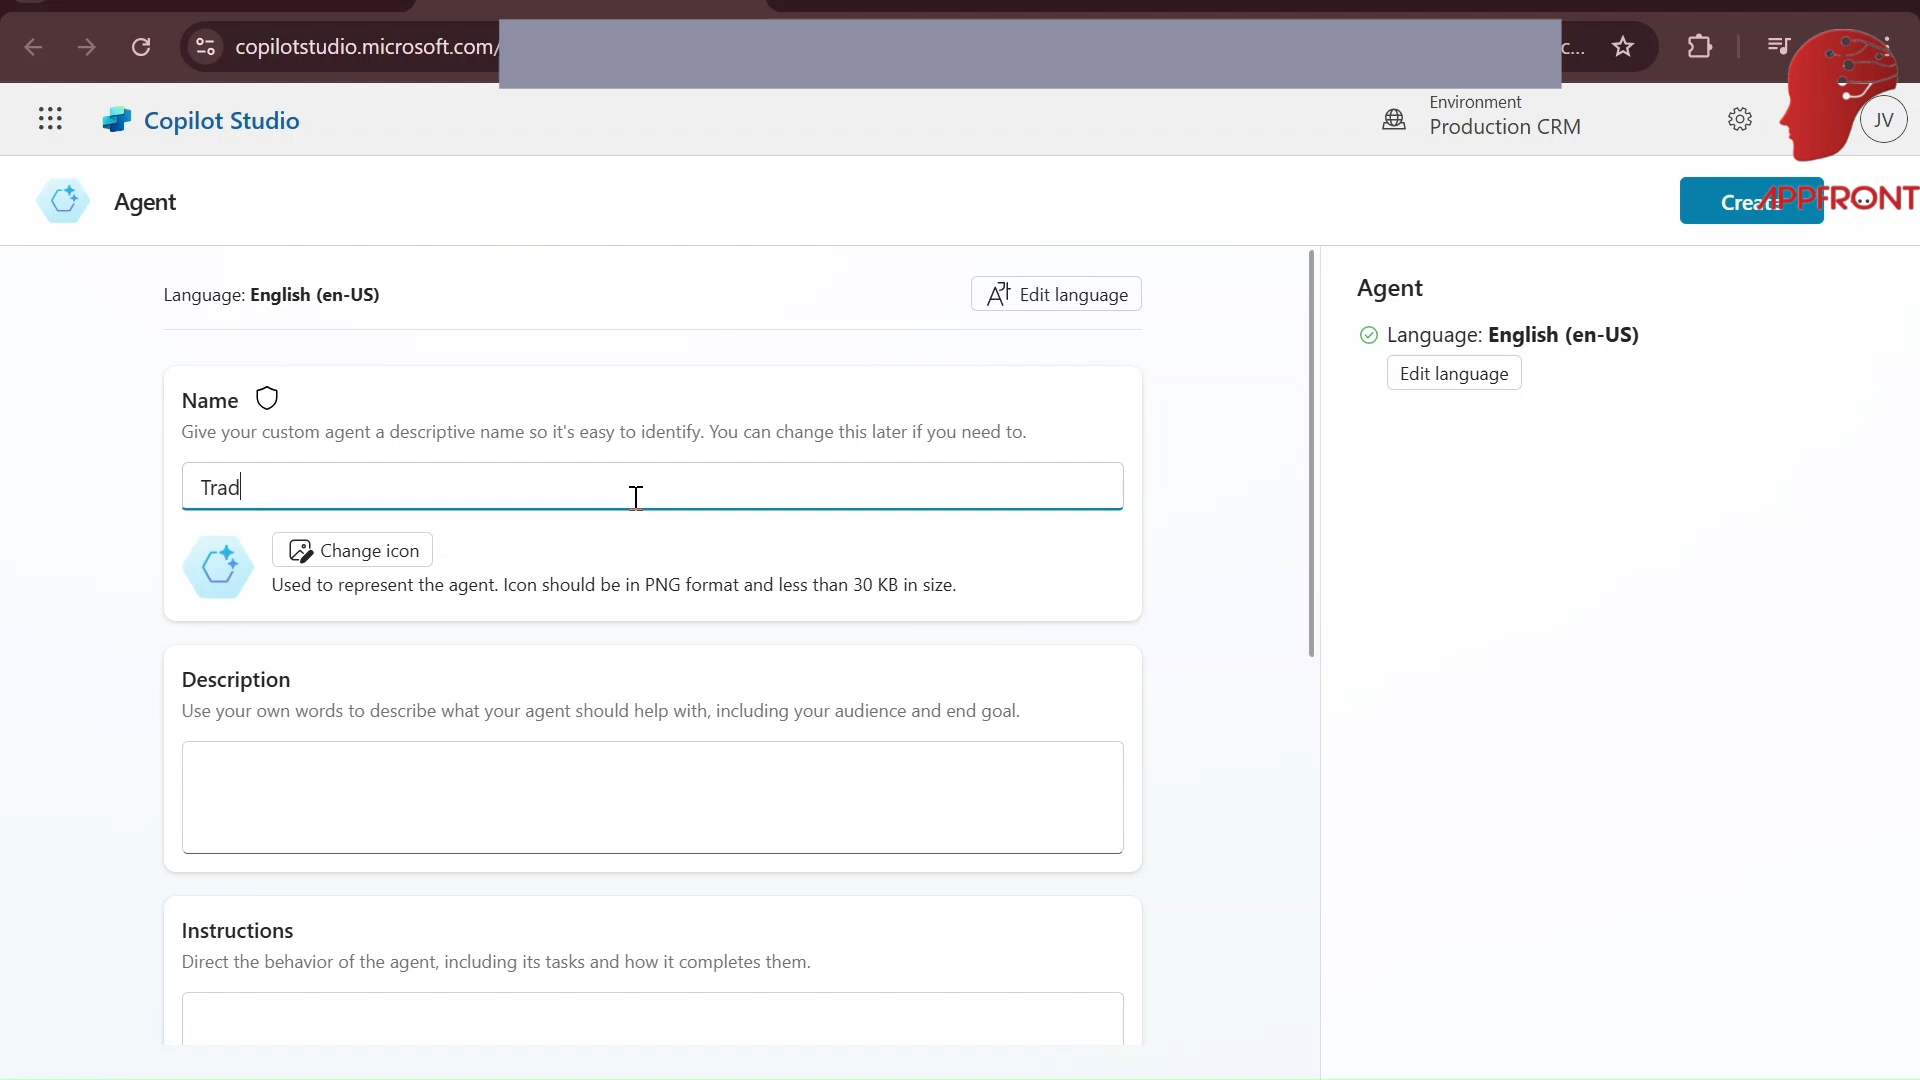 copilotstudio.microsoft.com/
c...
Copilot Studio
Environment
Production CRM
JV
Agent
Create
APPFRONT
Language: English (en-US)
Edit language
Agent
Language: English (en-US)
Edit language
Name
Give your custom agent a descriptive name so it's easy to identify. You can change this later if you need to.
Trad
Change icon
Used to represent the agent. Icon should be in PNG format and less than 30 KB in size.
Description
Use your own words to describe what your agent should help with, including your audience and end goal.
Instructions
Direct the behavior of the agent, including its tasks and how it completes them.